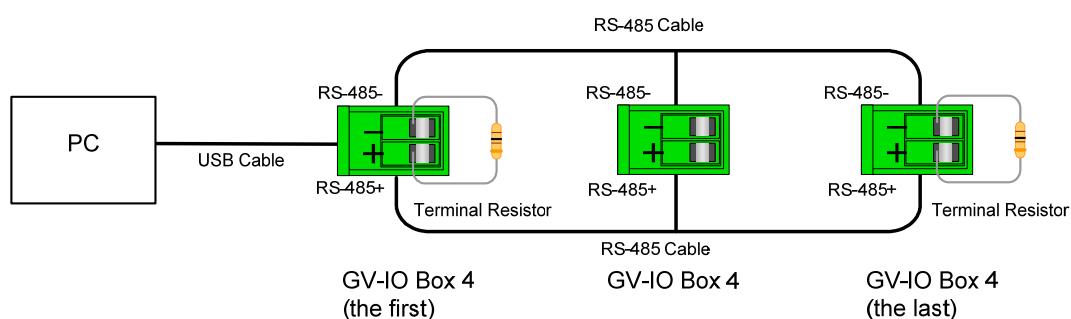 RS-485 Cable
RS-485-
RS-485-
RS-485-
PC
USB Cable
− +
− +
− +
RS-485+
RS-485+
RS-485+
Terminal Resistor
Terminal Resistor
RS-485 Cable
GV-IO Box 4
(the first)
GV-IO Box 4
GV-IO Box 4
(the last)